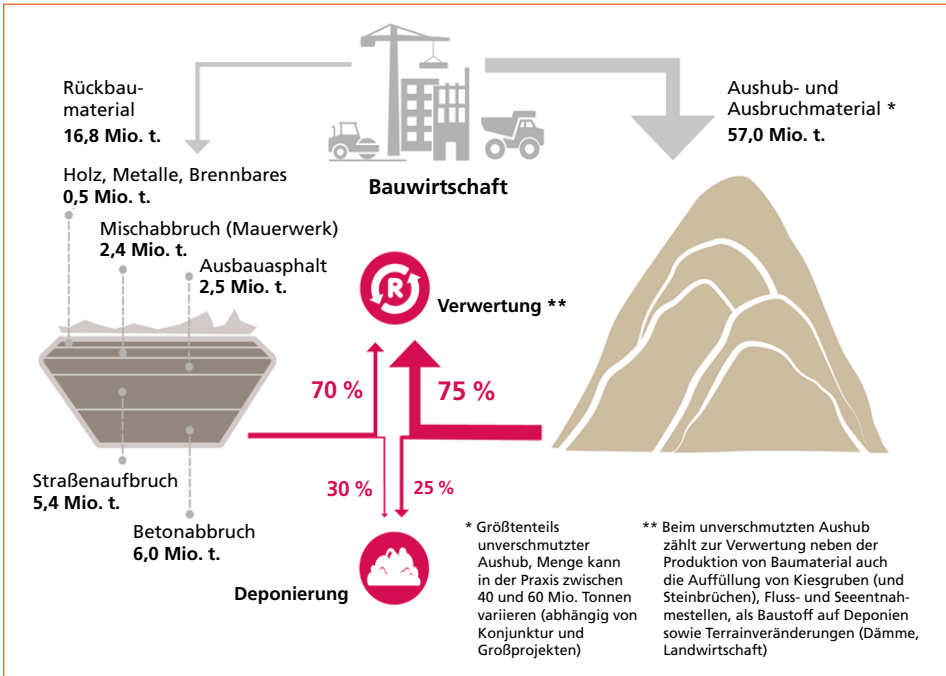 Rückbau-
material
16,8 Mio. t.
Aushub- und
Ausbruchmaterial *
57,0 Mio. t.
Bauwirtschaft
Holz, Metalle, Brennbares
0,5 Mio. t.
Mischabbruch (Mauerwerk)
2,4 Mio. t.
Ausbauasphalt
2,5 Mio. t.
R
Verwertung **
70 %
75 %
Straßenaufbruch
5,4 Mio. t.
Betonabbruch
6,0 Mio. t.
30 %
25 %
Deponierung
* Größtenteils
unverschmutzter
Aushub, Menge kann
in der Praxis zwischen
40 und 60 Mio. Tonnen
variieren (abhängig von
Konjunktur und
Großprojekten)
** Beim unverschmutzten Aushub
zählt zur Verwertung neben der
Produktion von Baumaterial auch
die Auffüllung von Kiesgruben (und
Steinbrüchen), Fluss- und Seeentnah-
mestellen, als Baustoff auf Deponien
sowie Terrainveränderungen (Dämme,
Landwirtschaft)